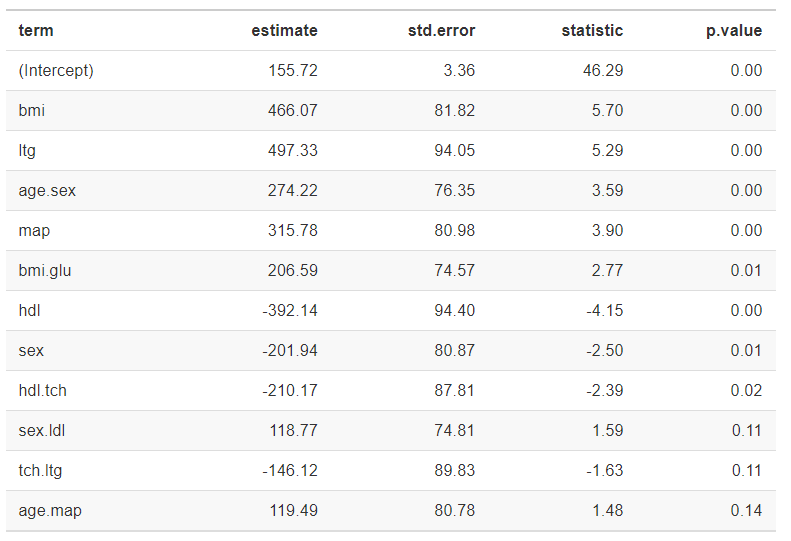 term estimate std.error statistic p.value
(Intercept) 155.72 3.36 46.29 0.00
bmi 466.07 81.82 5.70 0.00
ltg 497.33 94.05 5.29 0.00
age.sex 274.22 76.35 3.59 0.00
map 315.78 80.98 3.90 0.00
bmi.glu 206.59 74.57 2.77 0.01
hdl -392.14 94.40 -4.15 0.00
sex -201.94 80.87 -2.50 0.01
hdl.tch -210.17 87.81 -2.39 0.02
sex.ldl 118.77 74.81 1.59 0.11
tch.ltg -146.12 89.83 -1.63 0.11
age.map 119.49 80.78 1.48 0.14